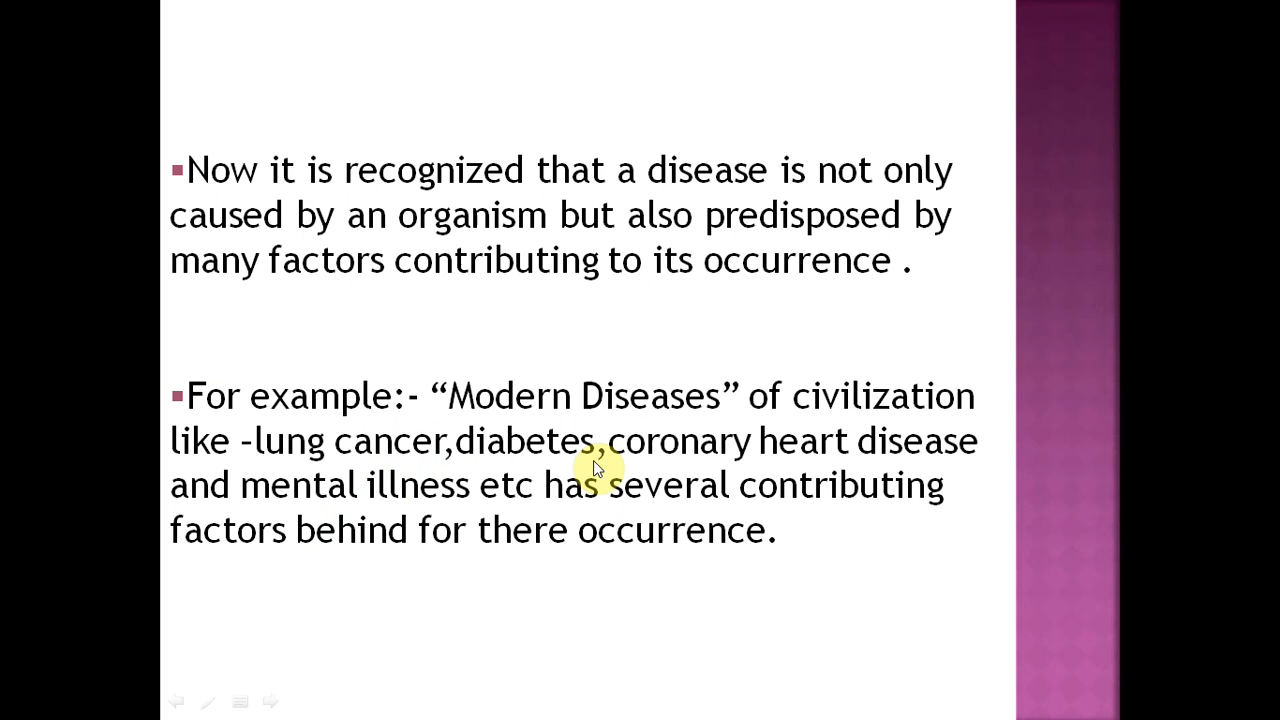 ▪Now it is recognized that a disease is not only
caused by an organism but also predisposed by
many factors contributing to its occurrence .
▪For example:- “Modern Diseases” of civilization
like –lung cancer,diabetes,coronary heart disease
and mental illness etc has several contributing
factors behind for there occurrence.